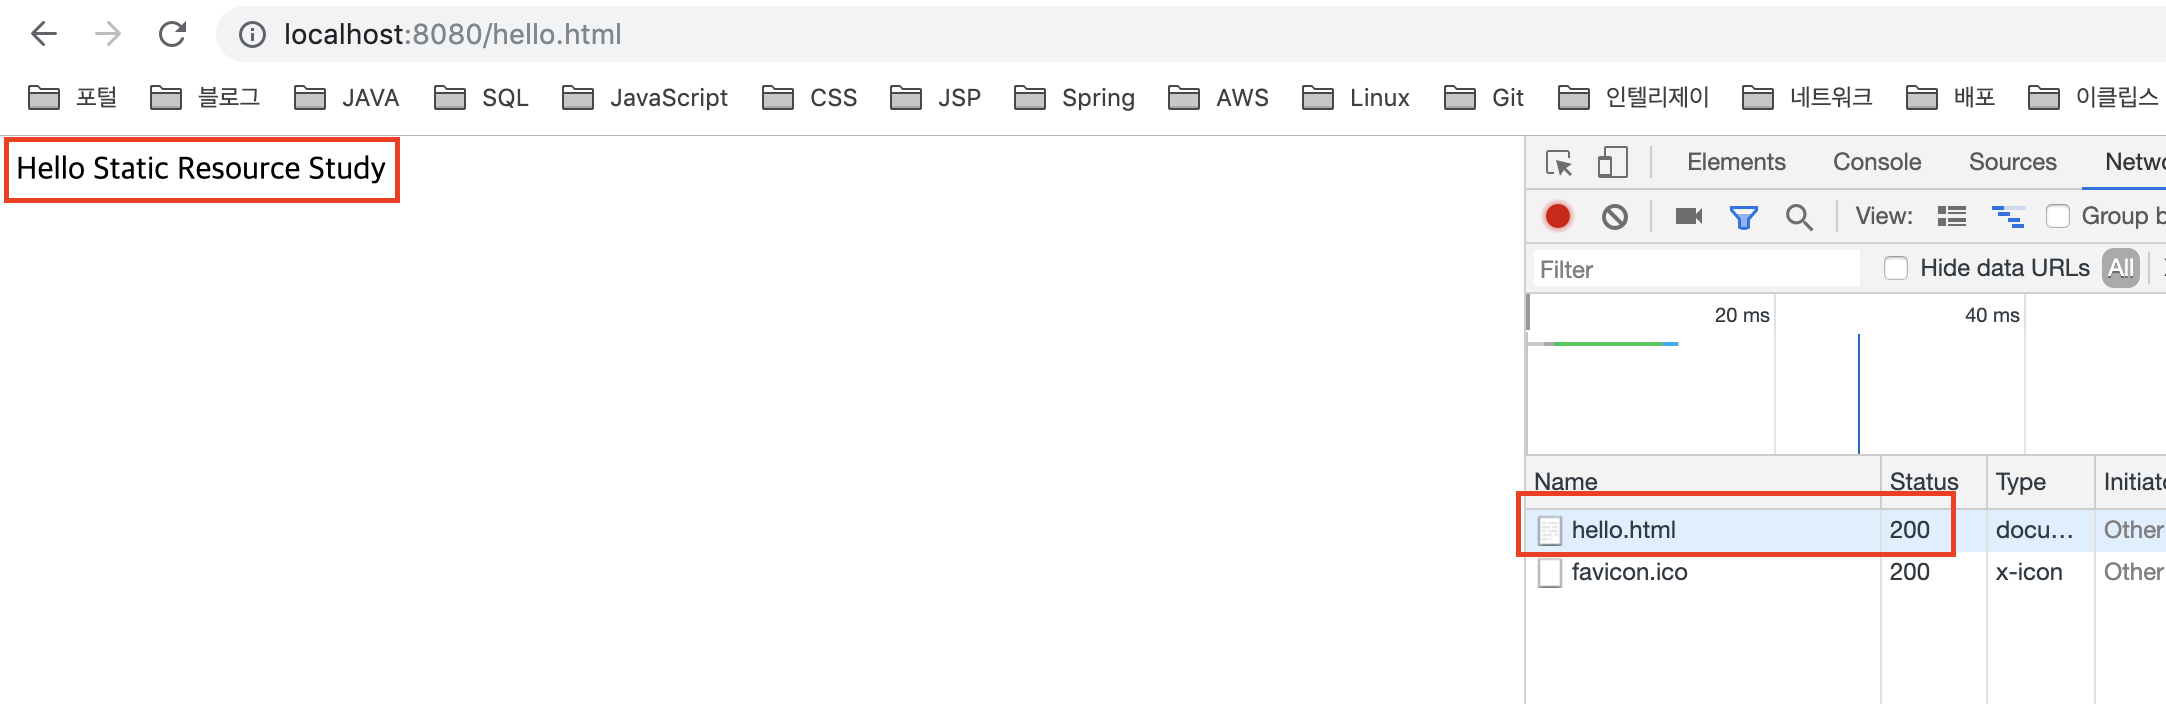 localhost:8080/hello.html
포털 블로그 JAVA SQL JavaScript CSS JSP Spring AWS Linux Git 인텔리제이 네트워크 배포 이클립스
Hello Static Resource Study
Elements Console Sources Netwo
View: Group b
Filter Hide data URLs All
20 ms 40 ms
Name Status Type Initiato
hello.html 200 docu... Other
favicon.ico 200 x-icon Other